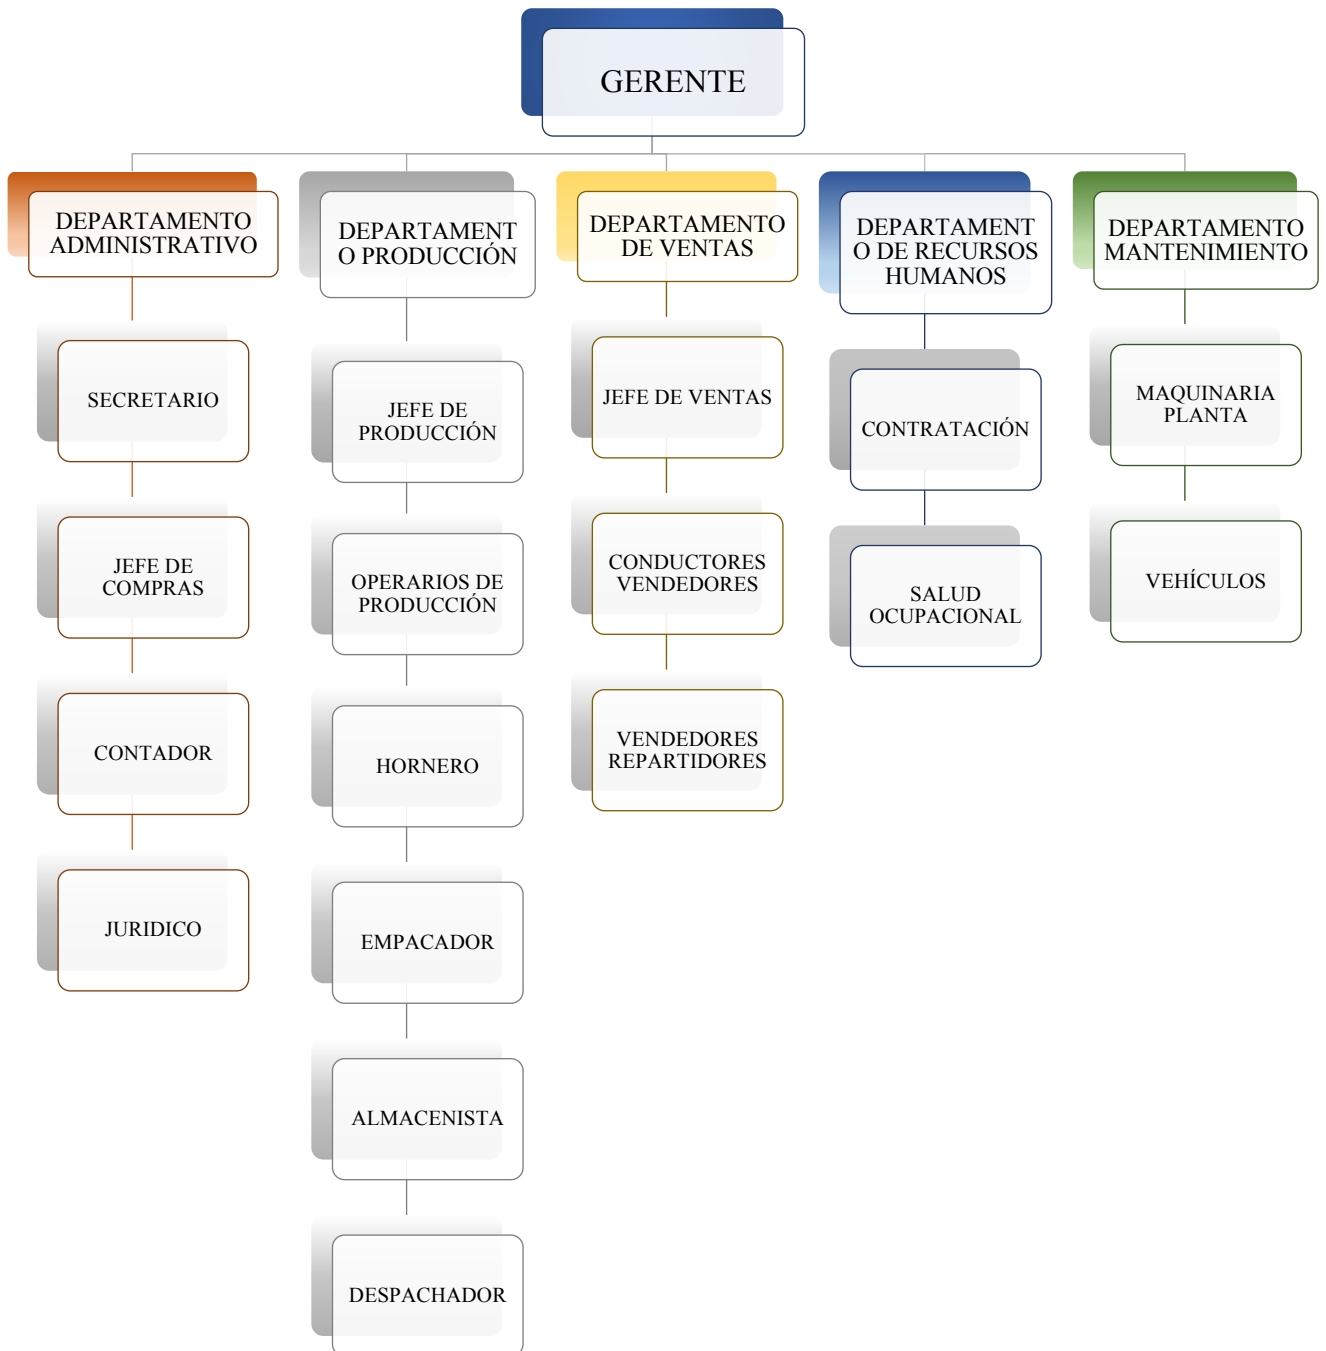 GERENTE
DEPARTAMENTO
ADMINISTRATIVO
SECRETARIO
JEFE DE
COMPRAS
CONTADOR
JURIDICO
DEPARTAMENT
O PRODUCCIÓN
JEFE DE
PRODUCCIÓN
OPERARIOS DE
PRODUCCIÓN
HORNERO
EMPACADOR
ALMACENISTA
DESPACHADOR
DEPARTAMENTO
DE VENTAS
JEFE DE VENTAS
CONDUCTORES
VENDEDORES
VENDEDORES
REPARTIDORES
DEPARTAMENT
O DE RECURSOS
HUMANOS
CONTRATACIÓN
SALUD
OCUPACIONAL
DEPARTAMENTO
MANTENIMIENTO
MAQUINARIA
PLANTA
VEHÍCULOS